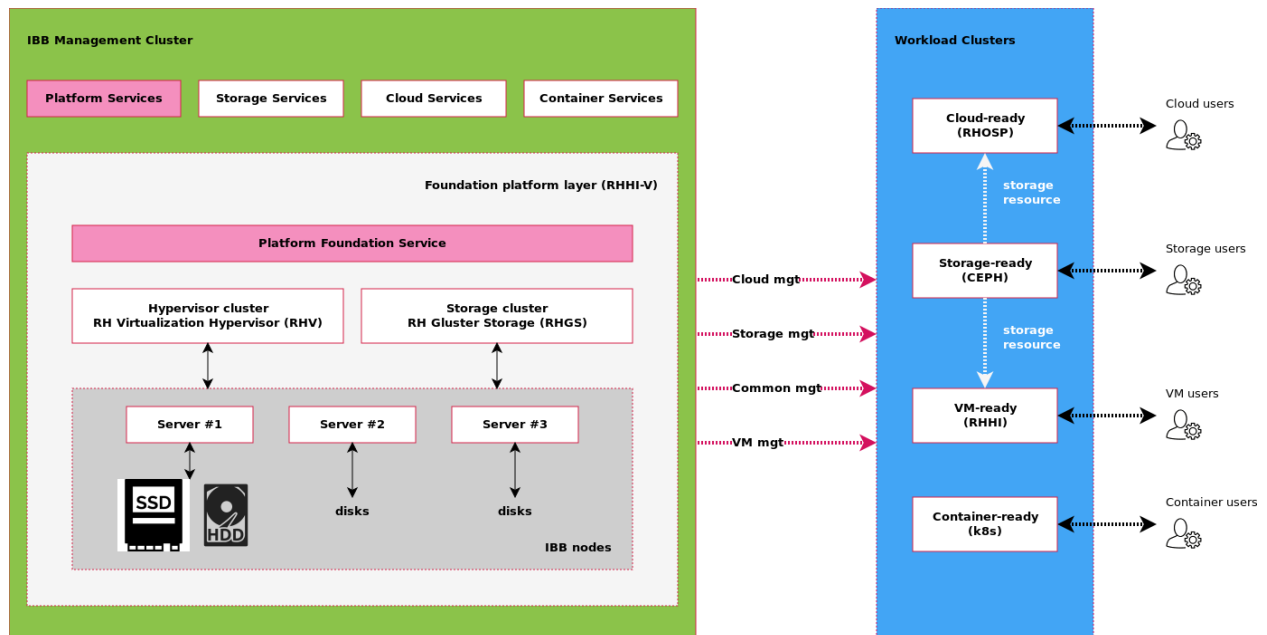 IBB Management Cluster
Platform Services
Storage Services
Cloud Services
Container Services
Foundation platform layer (RHHI-V)
Platform Foundation Service
Hypervisor cluster
RH Virtualization Hypervisor (RHV)
Storage cluster
RH Gluster Storage (RHGS)
Server #1
Server #2
Server #3
SSD
HDD
disks
disks
IBB nodes
Cloud mgt
Storage mgt
Common mgt
VM mgt
Workload Clusters
Cloud-ready
(RHOSP)
storage
resource
Storage-ready
(CEPH)
storage
resource
VM-ready
(RHHI)
Container-ready
(k8s)
Cloud users
Storage users
VM users
Container users